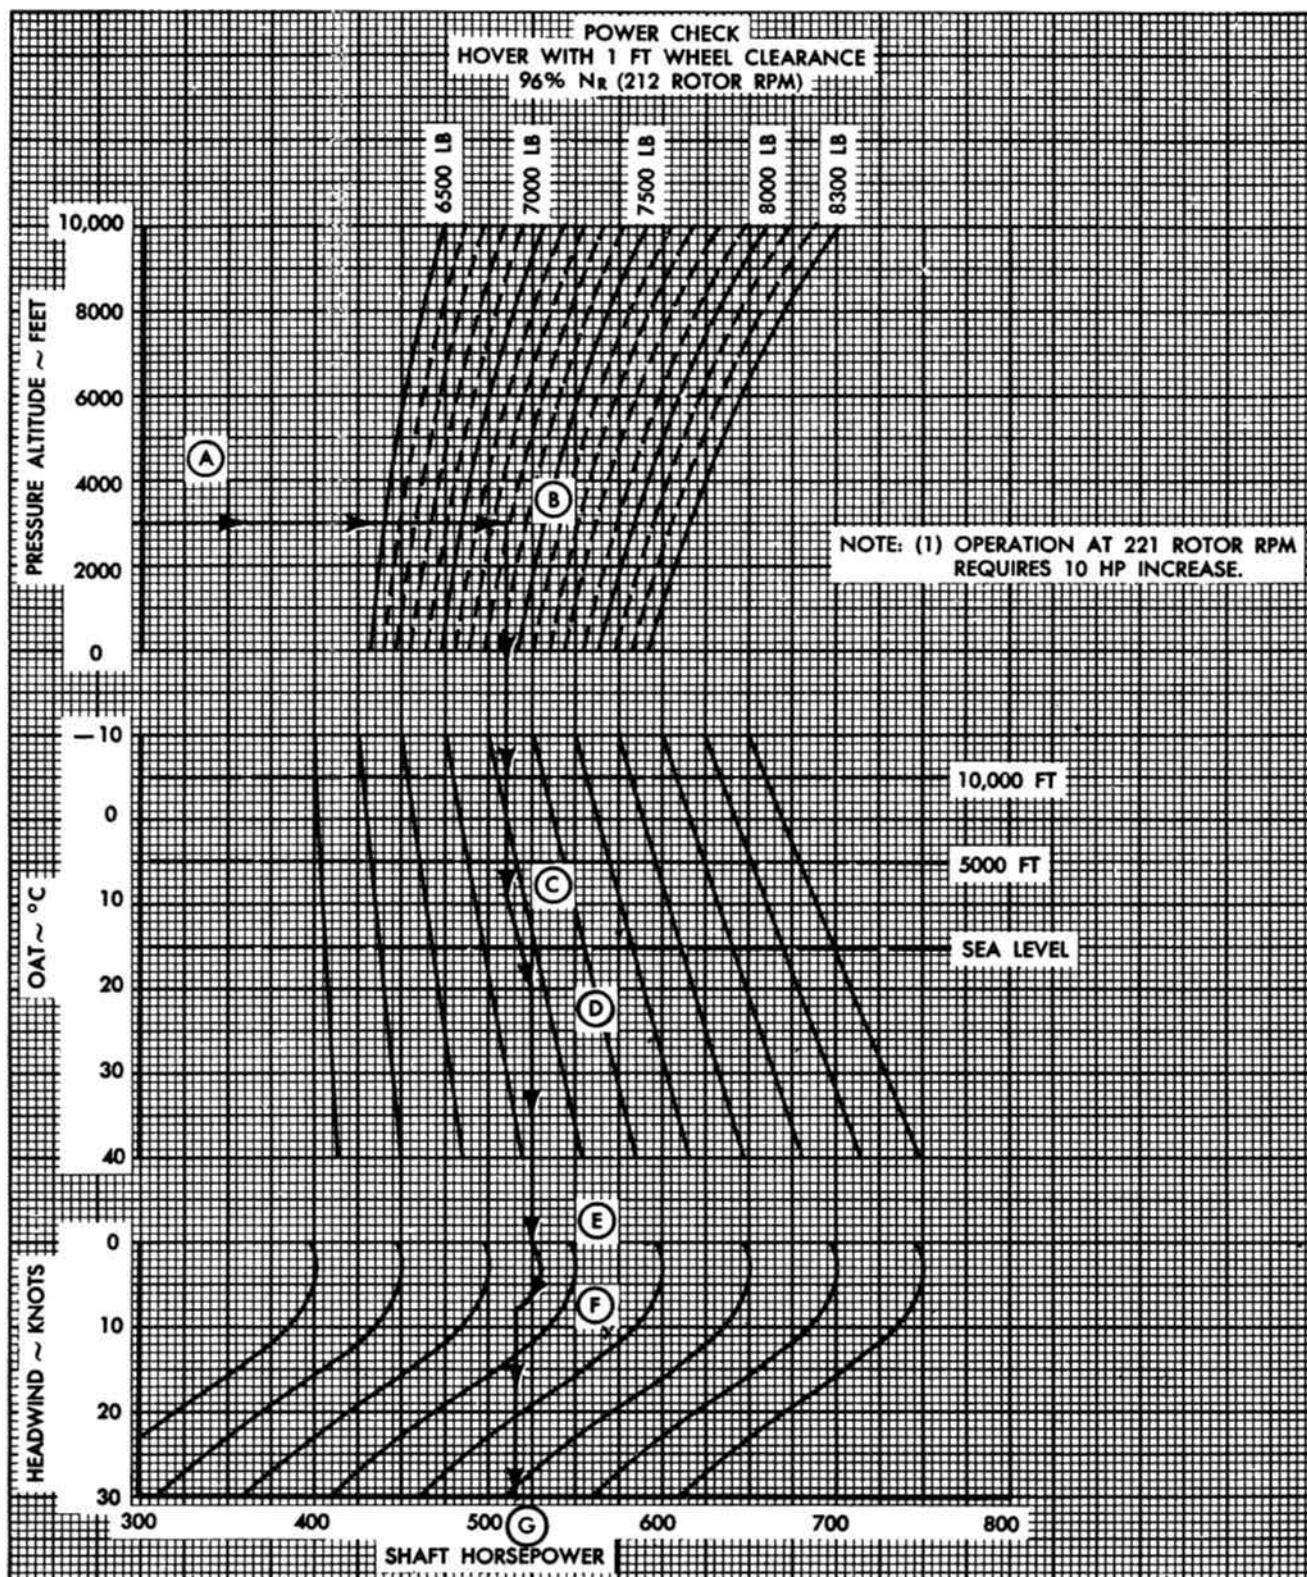 POWER CHECK
HOVER WITH 1 FT WHEEL CLEARANCE
96% NR (212 ROTOR RPM)
6500 LB
7000 LB
7500 LB
8000 LB
8300 LB
10,000
8000
6000
4000
2000
0
PRESSURE ALTITUDE ~ FEET
A
B
NOTE: (1) OPERATION AT 221 ROTOR RPM
REQUIRES 10 HP INCREASE.
-10
0
10
20
30
40
OAT ~ °C
10,000 FT
5000 FT
SEA LEVEL
C
D
E
F
0
10
20
30
HEADWIND ~ KNOTS
300
400
500
G
600
700
800
SHAFT HORSEPOWER